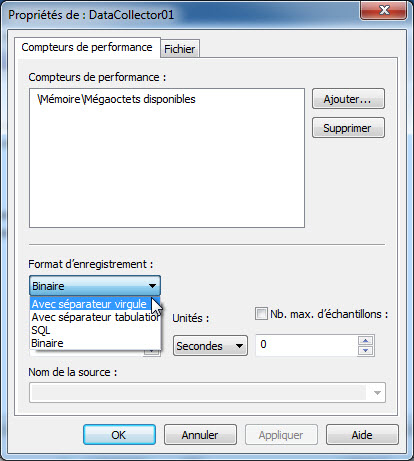 Propriétés de : DataCollector01
Compteurs de performance
Fichier
Compteurs de performance :
\Mémoire\Mégaoctets disponibles
Ajouter...
Supprimer
Format d'enregistrement :
Binaire
Avec séparateur virgule
Avec séparateur tabulation
SQL
Binaire
Unités :
Secondes
Nb. max. d'échantillons :
0
Nom de la source :
OK
Annuler
Appliquer
Aide